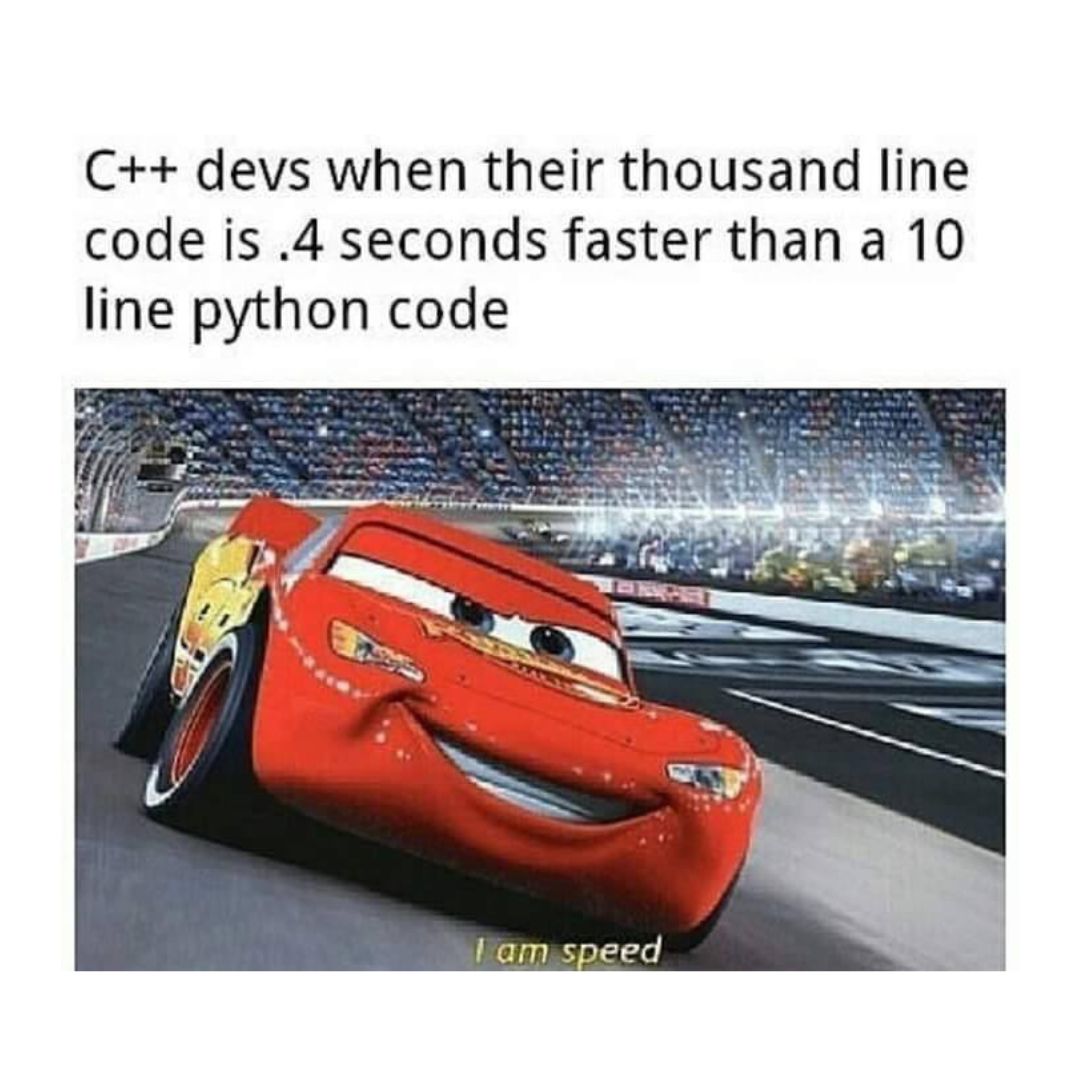 C++ devs when their thousand line
code is .4 seconds faster than a 10
line python code
I am speed